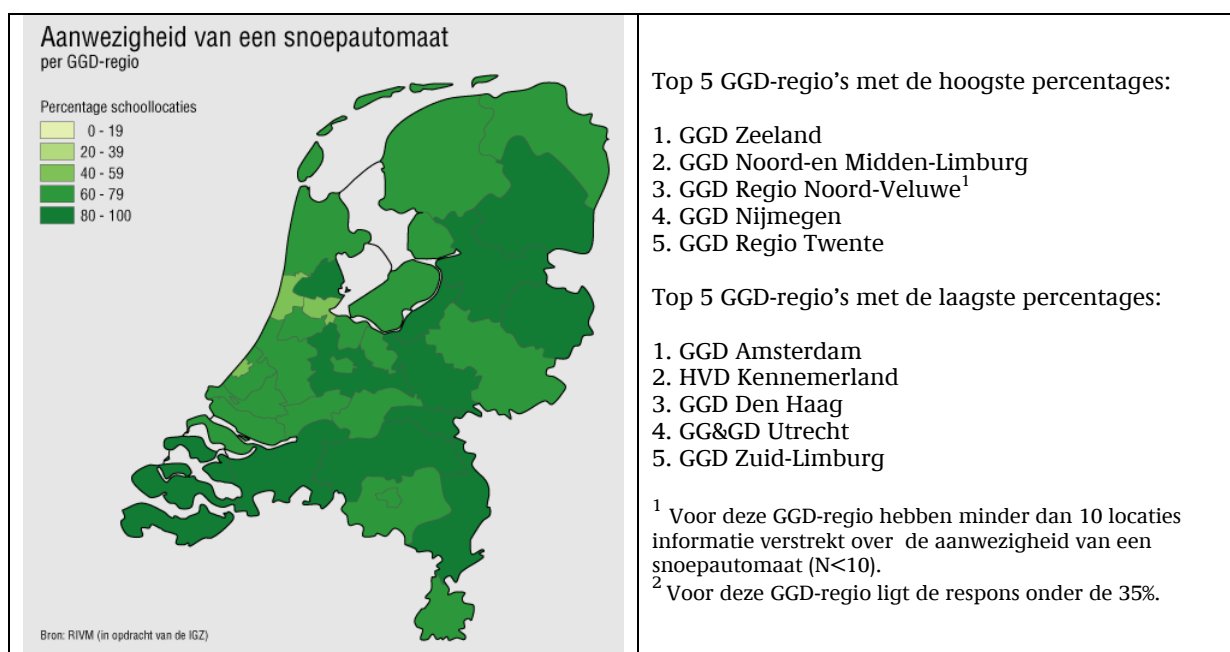 Aanwezigheid van een snoepautomaat
per GGD-regio
Percentage schoollocaties
0 - 19
20 - 39
40 - 59
60 - 79
80 - 100
Bron: RIVM (in opdracht van de IGZ)
Top 5 GGD-regio's met de hoogste percentages:
1. GGD Zeeland
2. GGD Noord-en Midden-Limburg
3. GGD Regio Noord-Veluwe¹
4. GGD Nijmegen
5. GGD Regio Twente
Top 5 GGD-regio's met de laagste percentages:
1. GGD Amsterdam
2. HVD Kennemerland
3. GGD Den Haag
4. GG&GD Utrecht
5. GGD Zuid-Limburg
¹ Voor deze GGD-regio hebben minder dan 10 locaties
informatie verstrekt over de aanwezigheid van een
snoepautomaat (N<10).
² Voor deze GGD-regio ligt de respons onder de 35%.